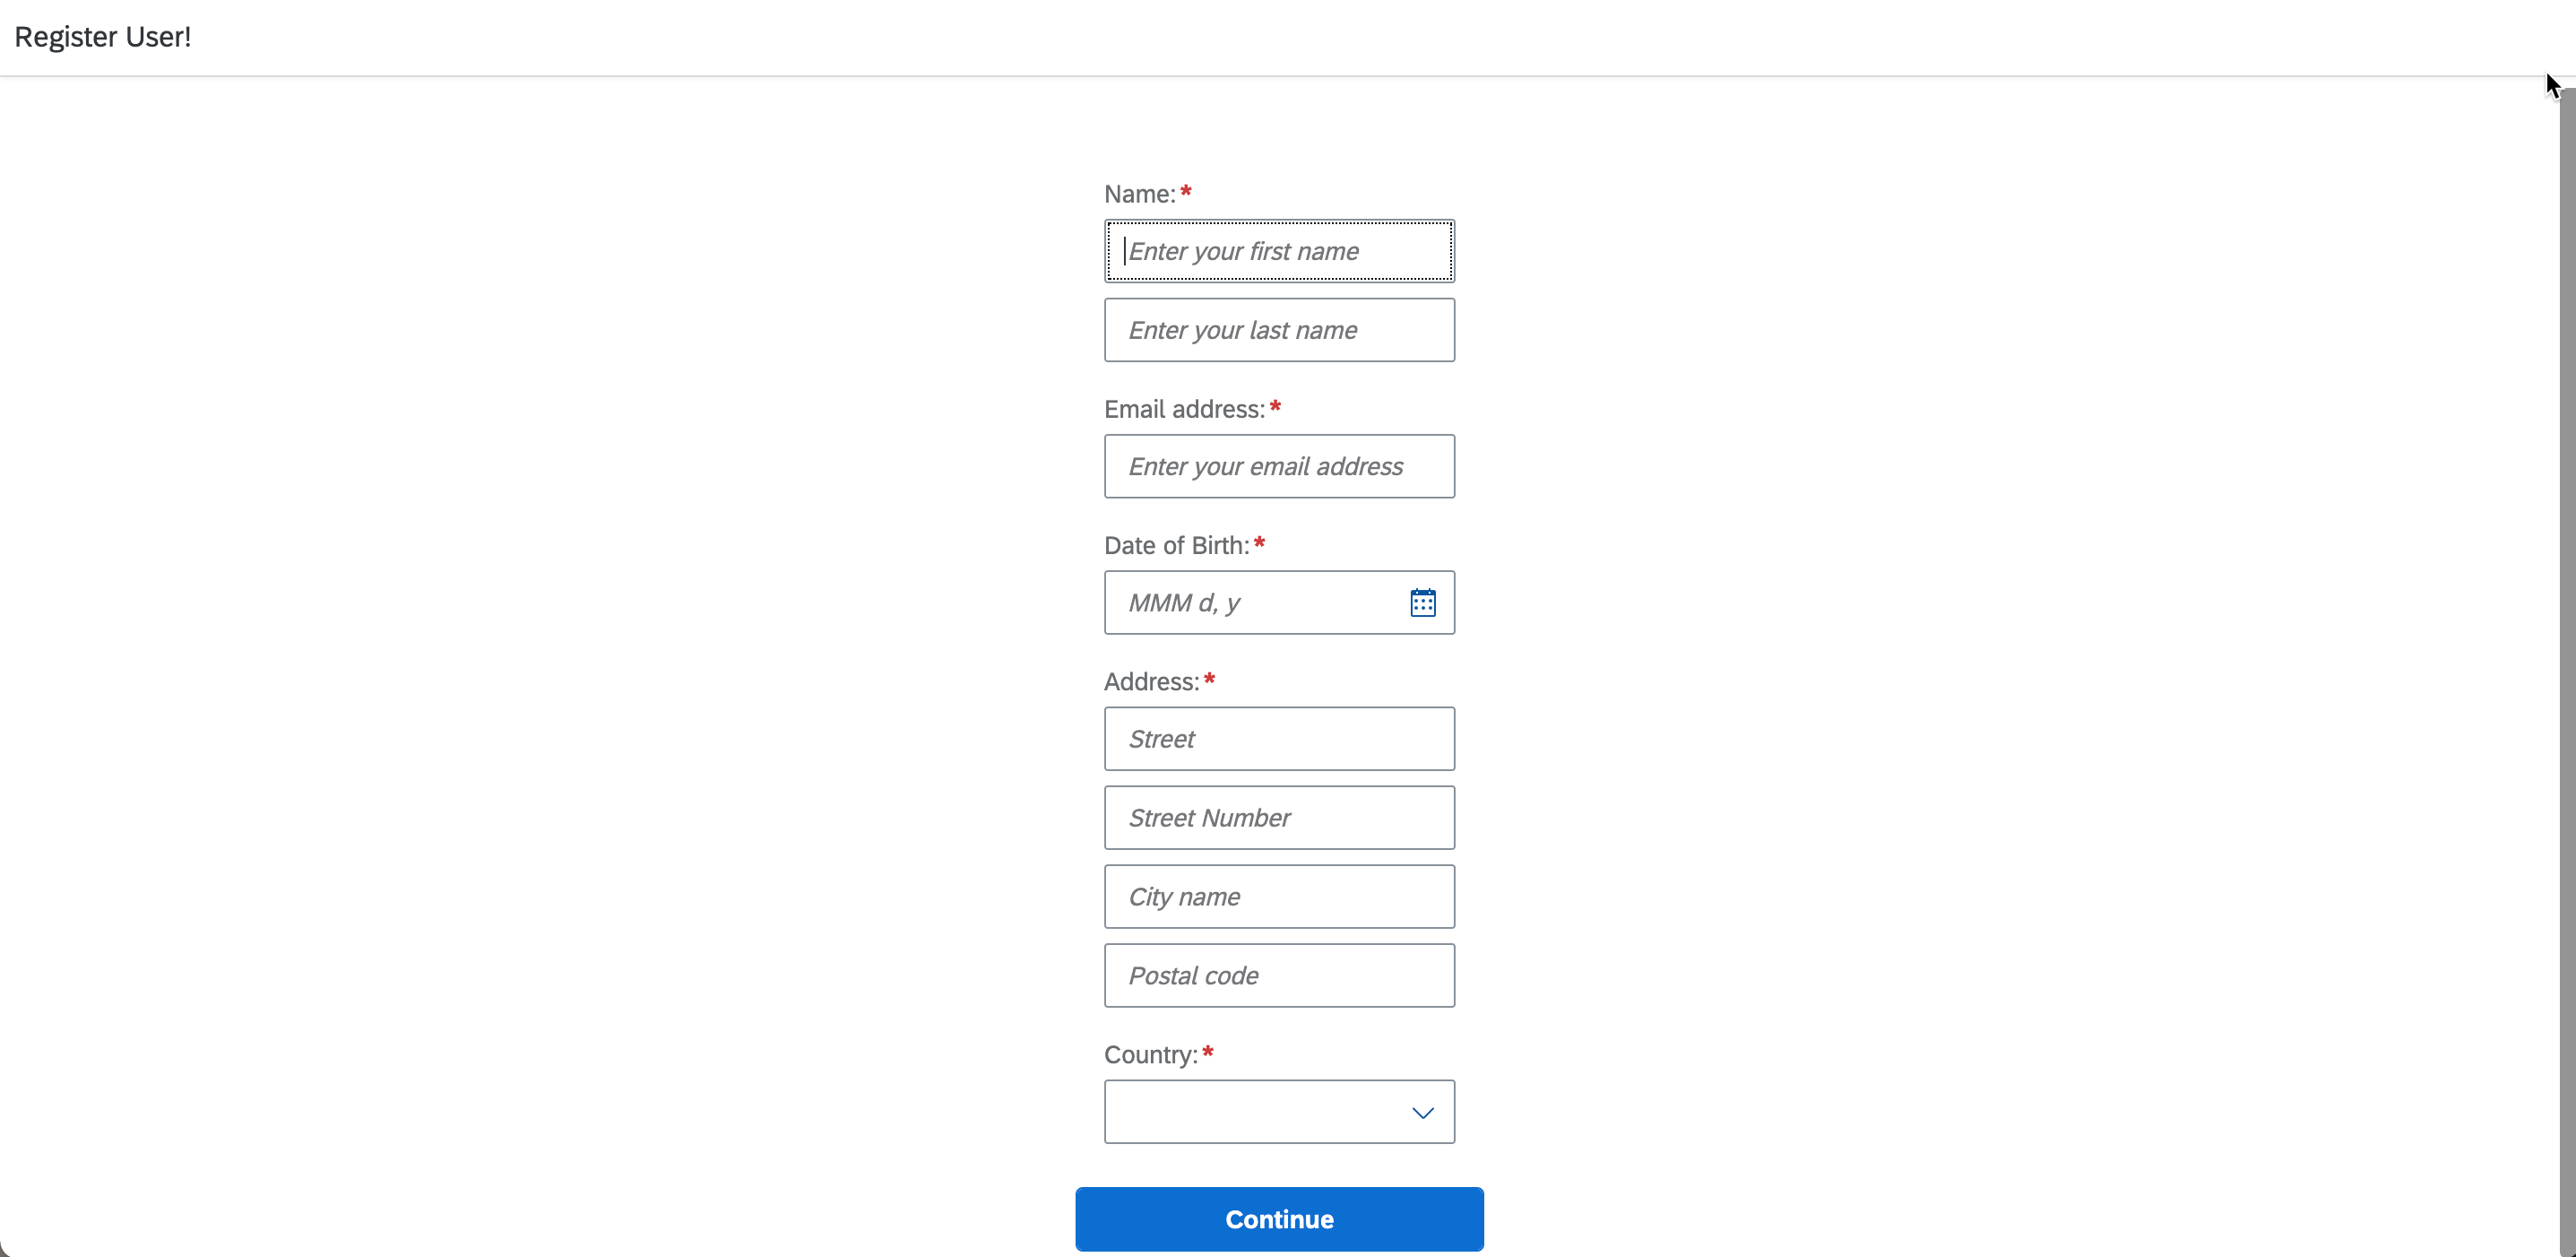 Register User!
Name: *
Enter your first name
Enter your last name
Email address: *
Enter your email address
Date of Birth: *
MMM d, y
Address: *
Street
Street Number
City name
Postal code
Country: *
Continue